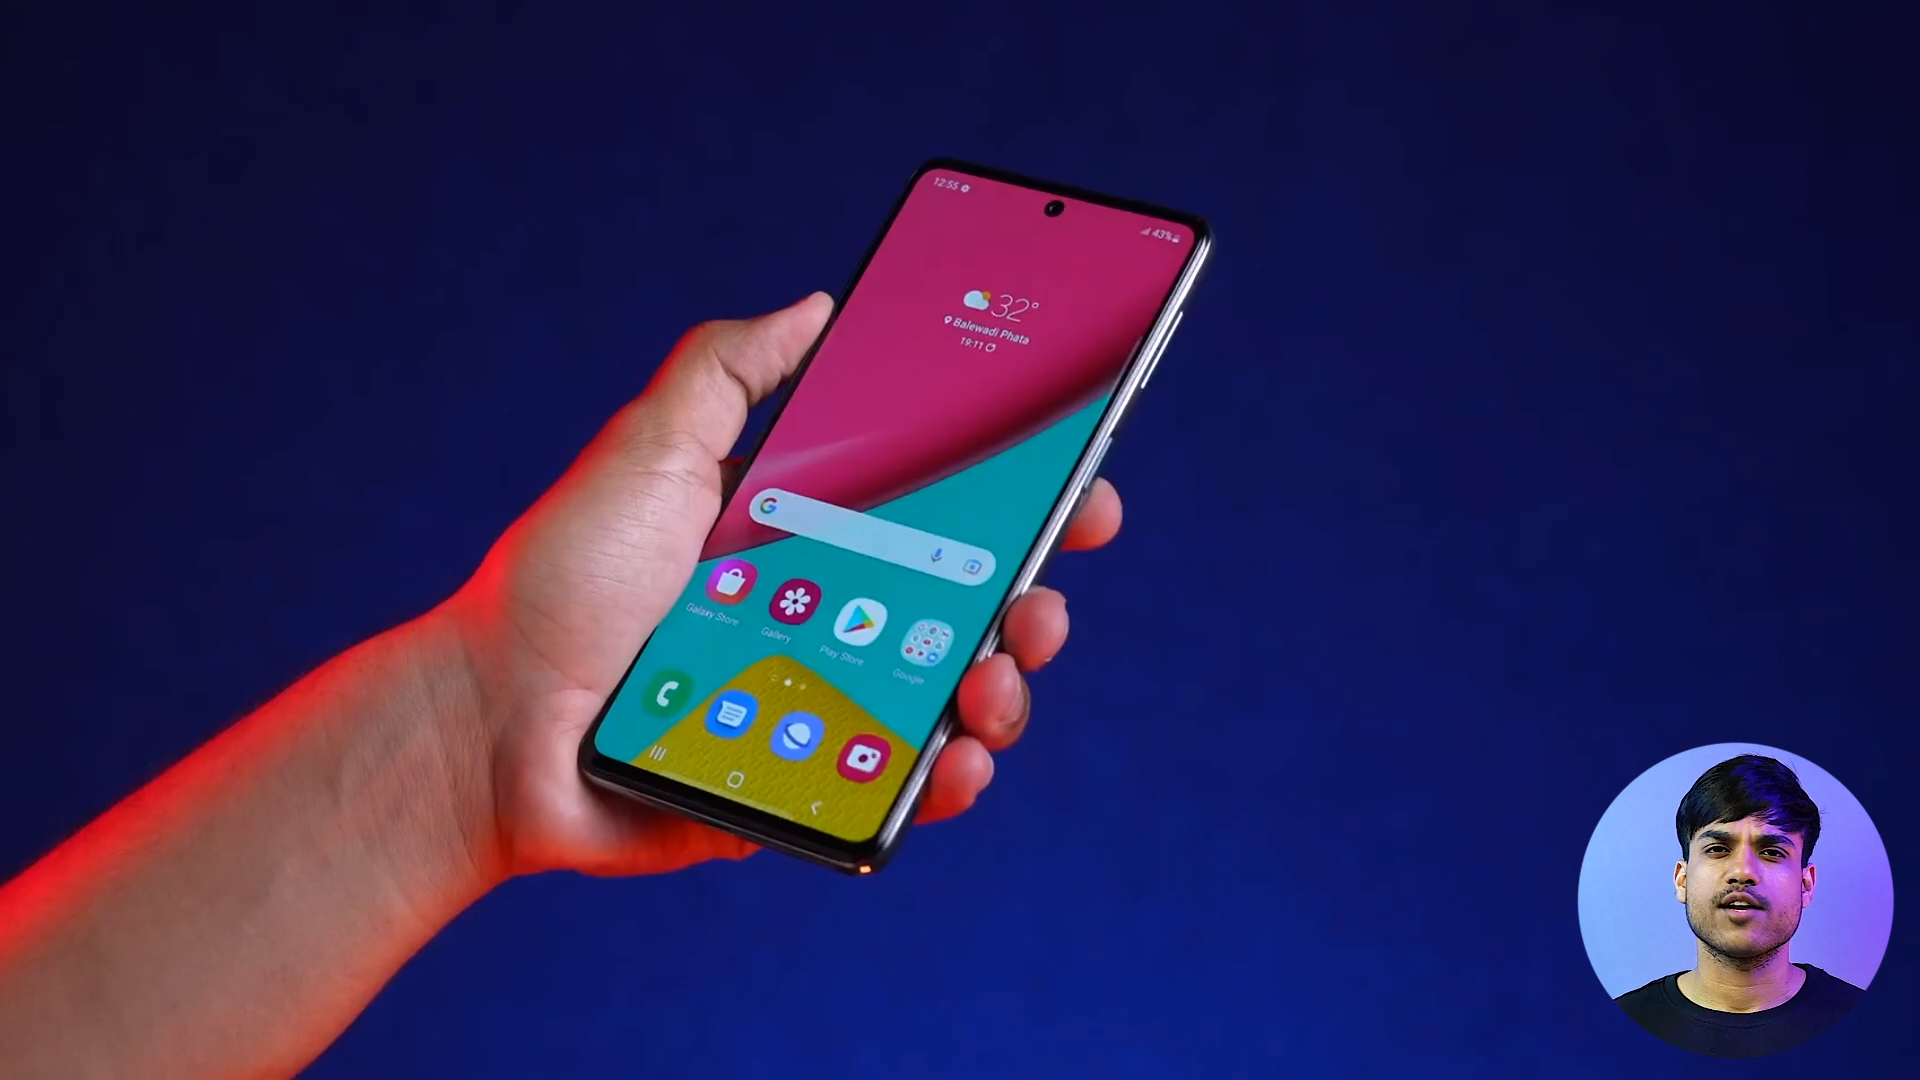 12:55
43%
32°
Balewadi Phata
19:11
G
Galaxy Store
Gallery
Play Store
Google